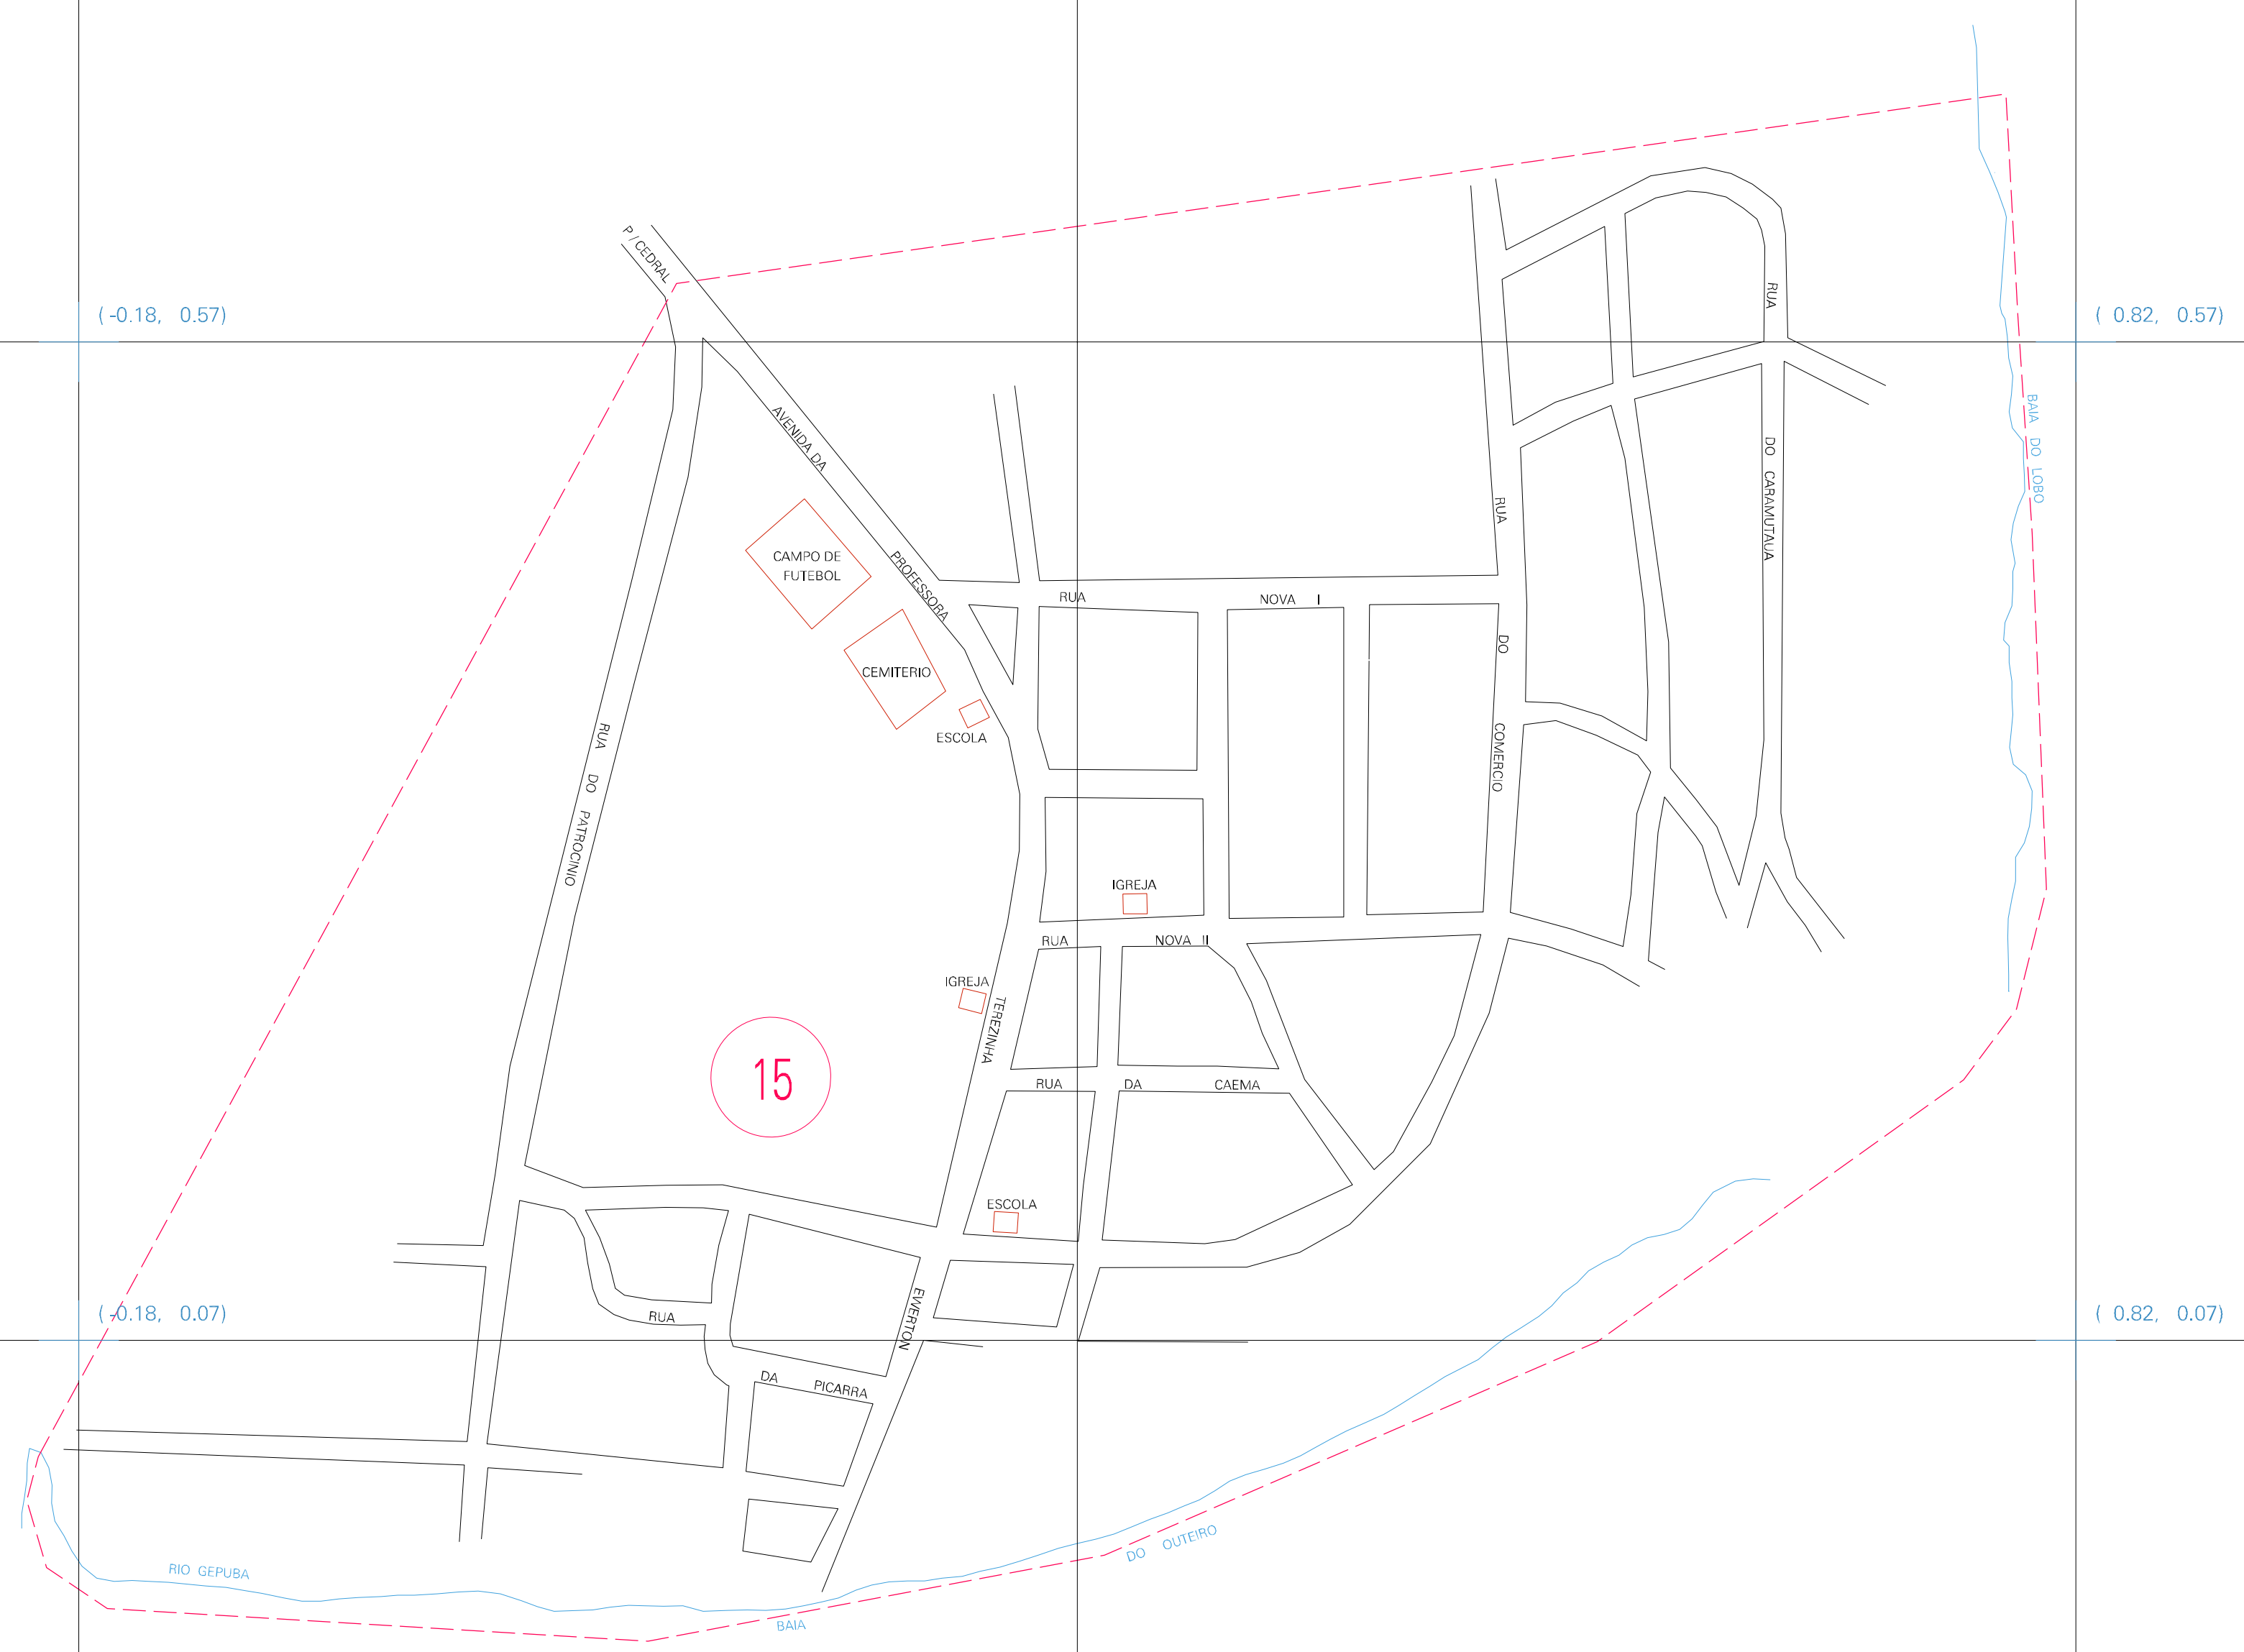 P / CEDRAL
( -0.18, 0.57)
( 0.82, 0.57)
RUA
AVENIDA DA
BAIA DO LOBO
DO CARAMUTAUA
RUA
CAMPO DE
FUTEBOL
PROFESSORA
RUA NOVA I
DO
CEMITERIO
ESCOLA
RUA DO PATROCINIO
COMERCIO
IGREJA
RUA NOVA II
IGREJA
TEREZINHA
15
RUA DA CAEMA
ESCOLA
EWERTON
( -0.18, 0.07)
( 0.82, 0.07)
RUA
DA PICARRA
DO OUTEIRO
RIO GEPUBA
BAIA